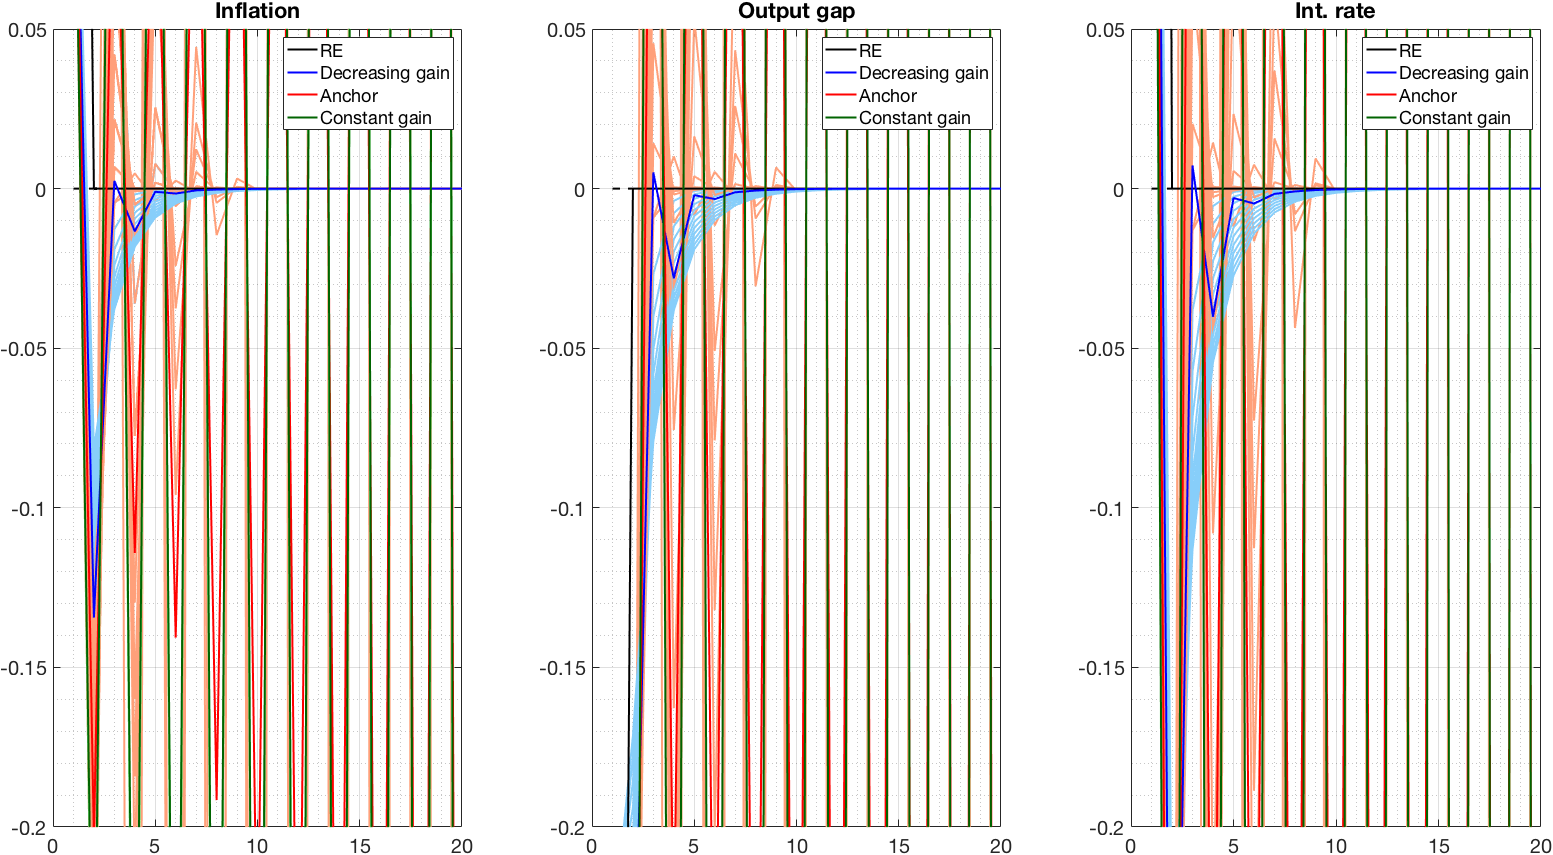 Inflation
0.05
0
-0.05
-0.1
-0.15
-0.2
0
5
10
15
20
RE
Decreasing gain
Anchor
Constant gain
Output gap
0.05
0
-0.05
-0.1
-0.15
-0.2
0
5
10
15
20
RE
Decreasing gain
Anchor
Constant gain
Int. rate
0.05
0
-0.05
-0.1
-0.15
-0.2
0
5
10
15
20
RE
Decreasing gain
Anchor
Constant gain